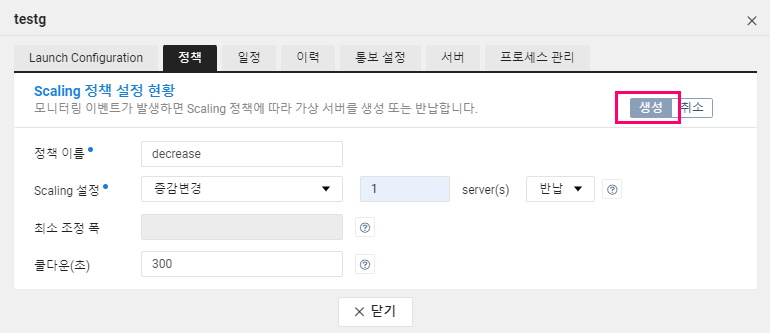 testg
Launch Configuration 정책 일정 이력 통보 설정 서버 프로세스 관리
Scaling 정책 설정 현황
모니터링 이벤트가 발생하면 Scaling 정책에 따라 가상 서버를 생성 또는 반납합니다.
생성 취소
정책 이름 decrease
Scaling 설정 증감변경 1 server(s) 반납
최소 조정 폭
쿨다운(초) 300
닫기